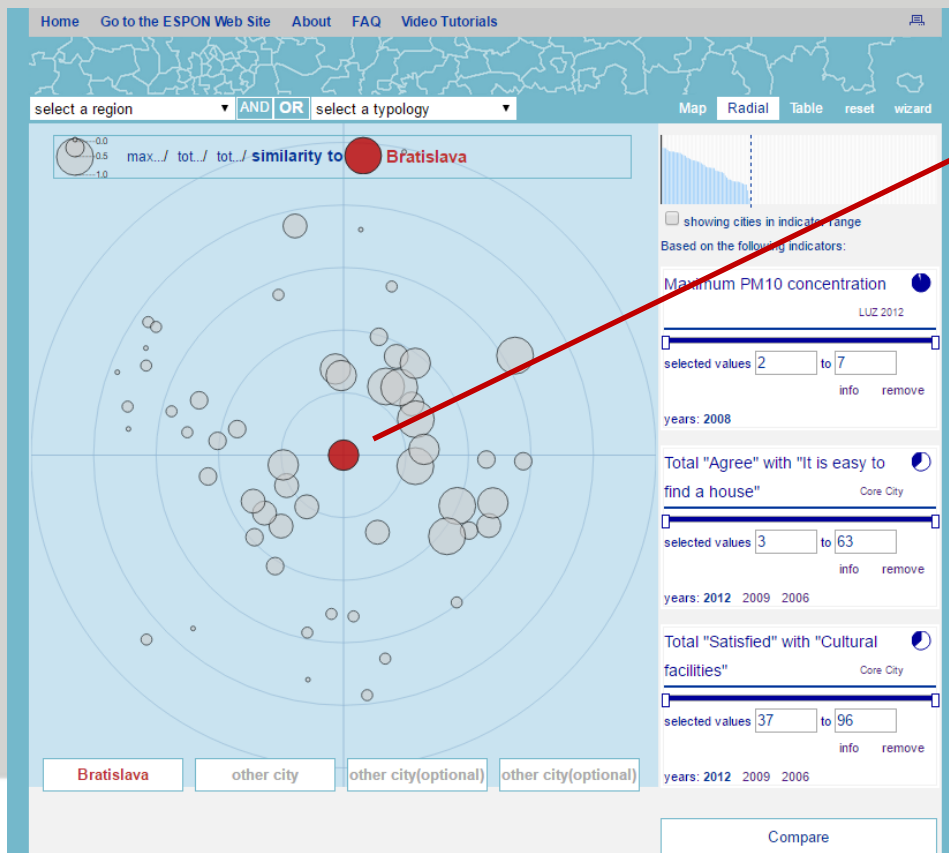 Home Go to the ESPON Web Site About FAQ Video Tutorials
select a region AND OR select a typology Map Radial Table reset wizard
0.0
0.5
1.0
max.../ tot.../ tot.../ similarity to Bratislava
showing cities in indicator range
Based on the following indicators:
Maximum PM10 concentration
LUZ 2012
selected values 2 to 7
info remove
years: 2008
Total "Agree" with "It is easy to
find a house" Core City
selected values 3 to 63
info remove
years: 2012 2009 2006
Total "Satisfied" with "Cultural
facilities" Core City
selected values 37 to 96
info remove
years: 2012 2009 2006
Bratislava other city other city(optional) other city(optional)
Compare